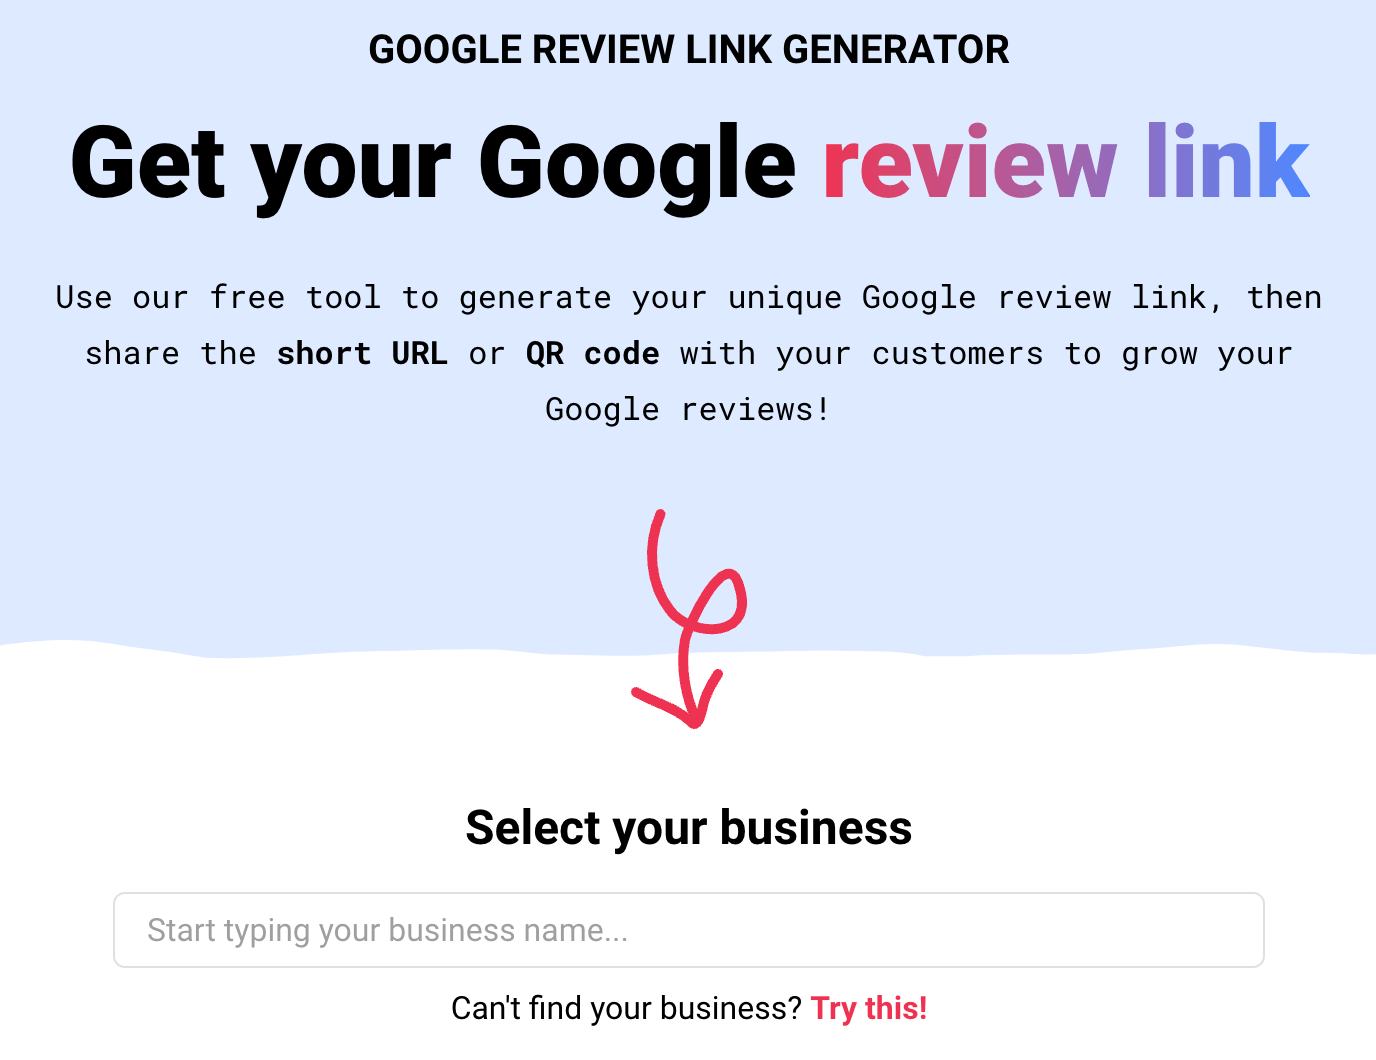 GOOGLE REVIEW LINK GENERATOR
Get your Google review link
Use our free tool to generate your unique Google review link, then
share the short URL or QR code with your customers to grow your
Google reviews!
Select your business
Start typing your business name...
Can't find your business? Try this!